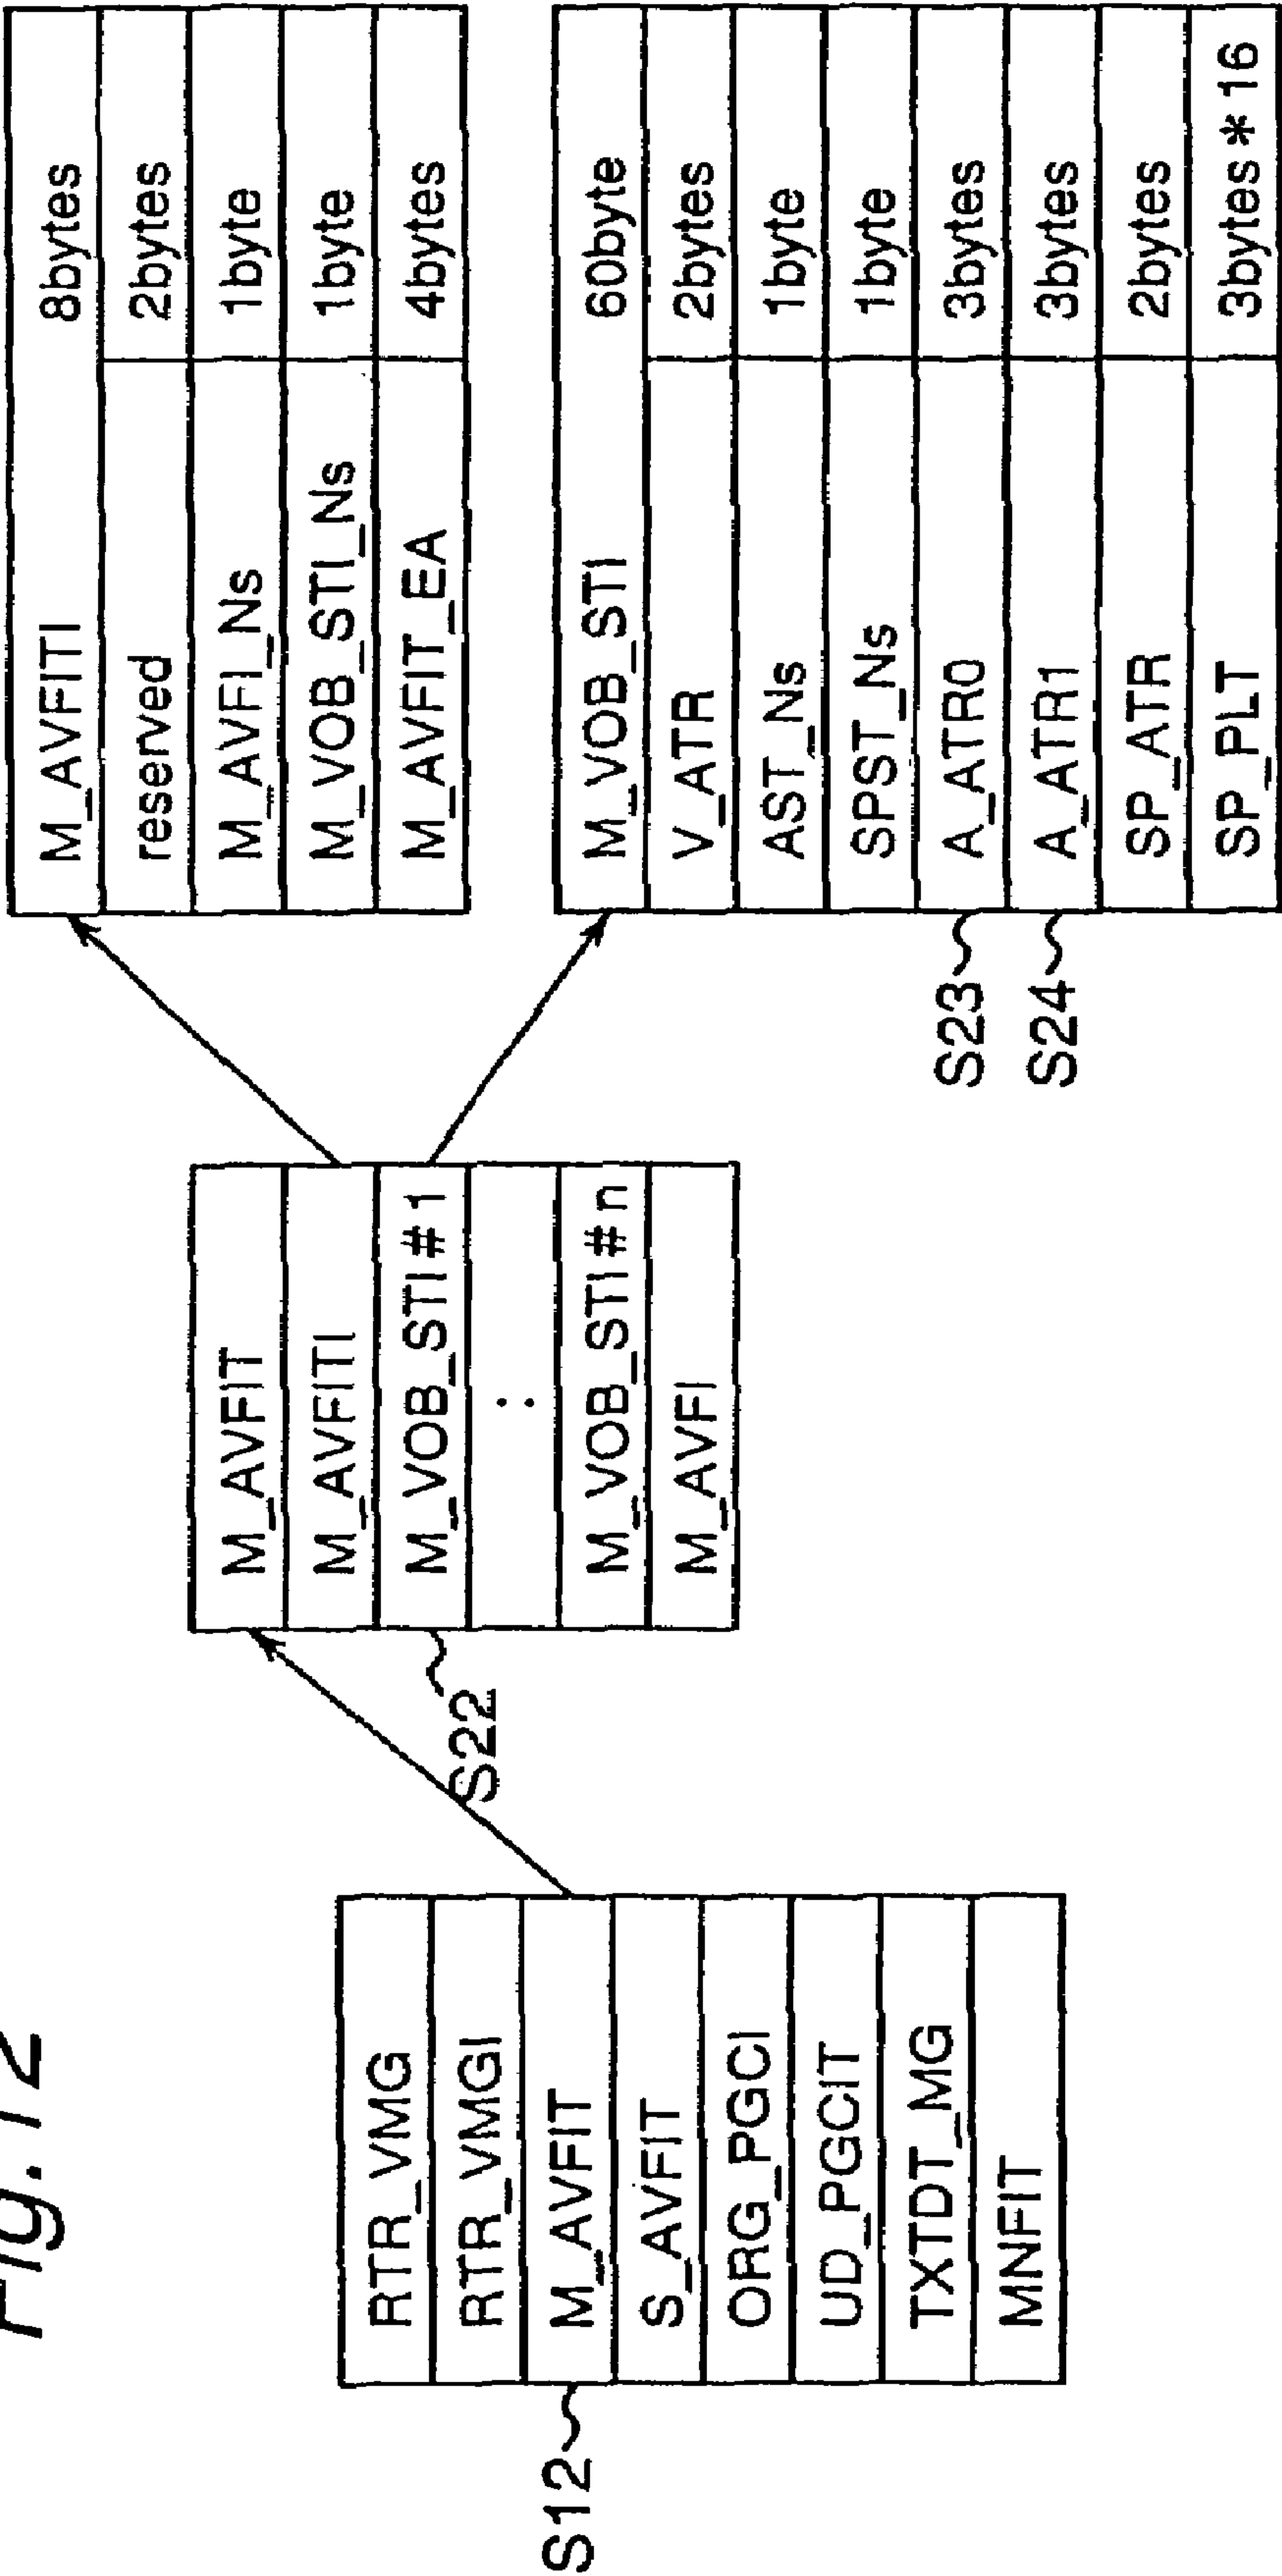 Fig.12
S12
RTR_VMG
RTR_VMGI
M_AVFIT
S_AVFIT
ORG_PGCI
UD_PGCIT
TXTDT_MG
MNFIT
S22
M_AVFIT
M_AVFITI
M_VOB_STI#1
:
M_VOB_STI#n
M_AVFI
M_AVFITI 8bytes
reserved 2bytes
M_AVFI_Ns 1byte
M_VOB_STI_Ns 1byte
M_AVFIT_EA 4bytes
M_VOB_STI 60byte
V_ATR 2bytes
AST_Ns 1byte
SPST_Ns 1byte
S23 A_ATR0 3bytes
S24 A_ATR1 3bytes
SP_ATR 2bytes
SP_PLT 3bytes*16